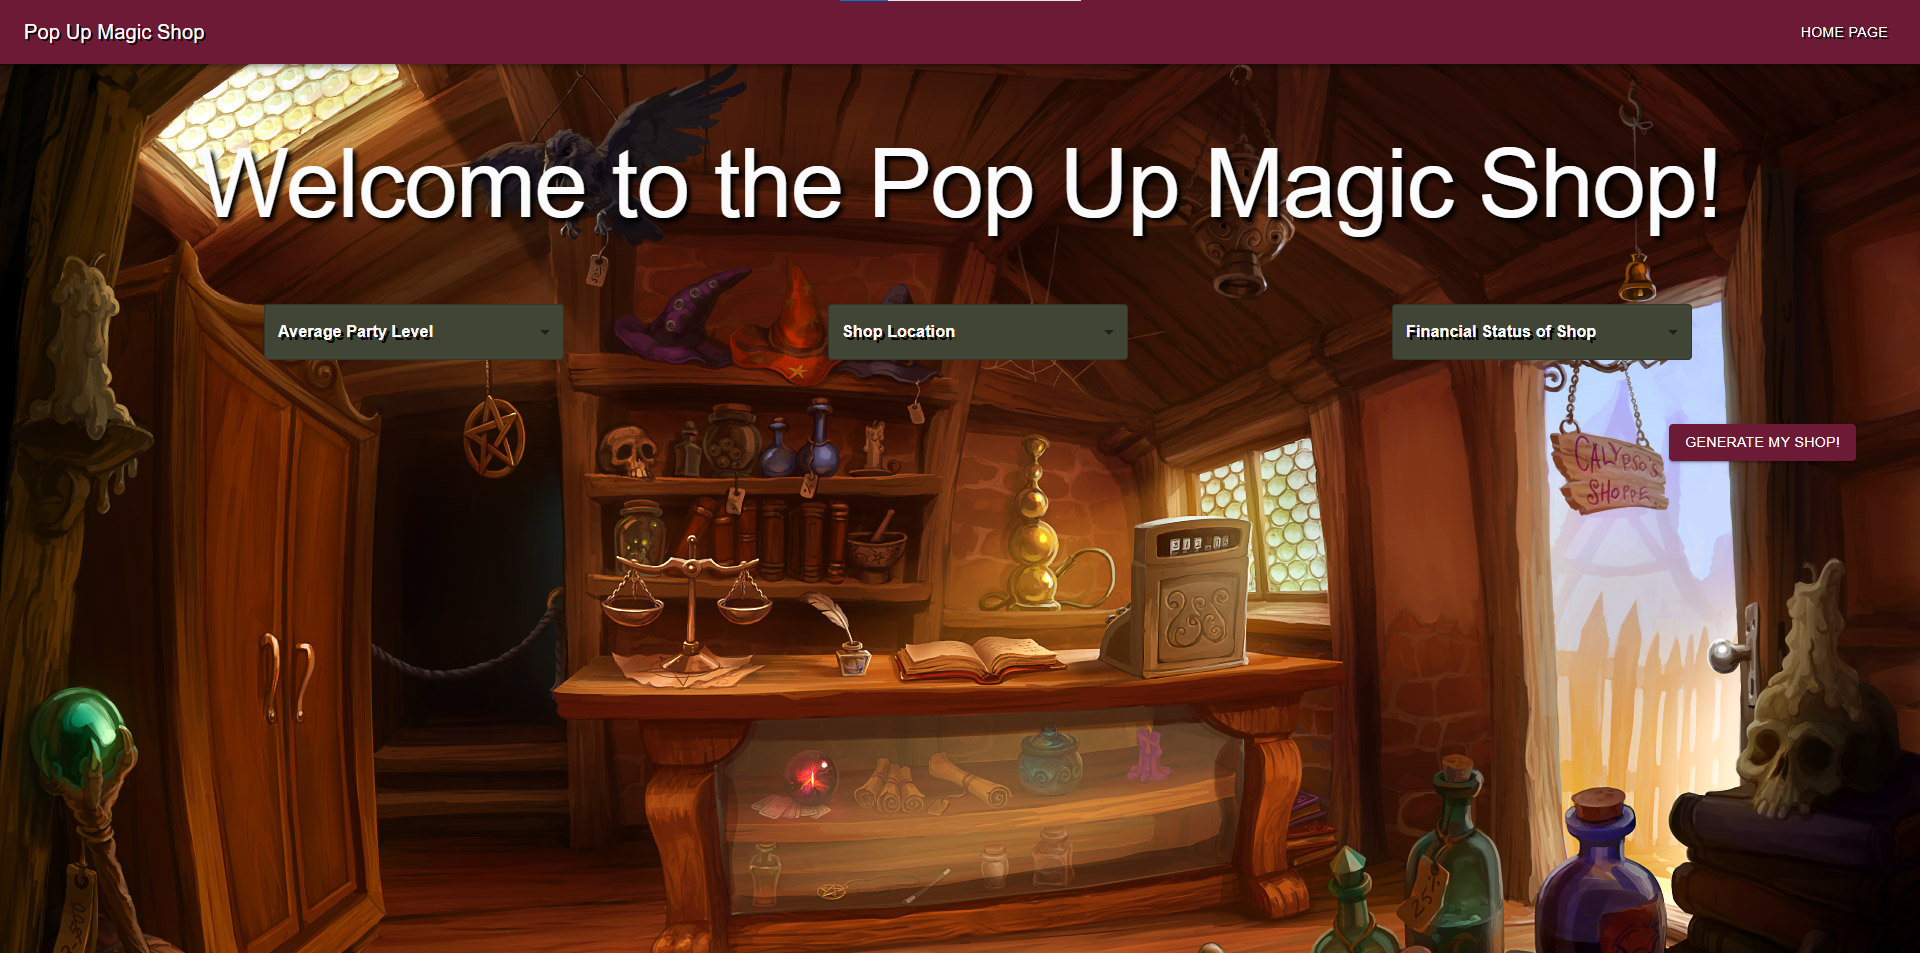 Pop Up Magic Shop
HOME PAGE
Welcome to the Pop Up Magic Shop!
Average Party Level
Shop Location
Financial Status of Shop
GENERATE MY SHOP!
CALYPSO'S
SHOPPE